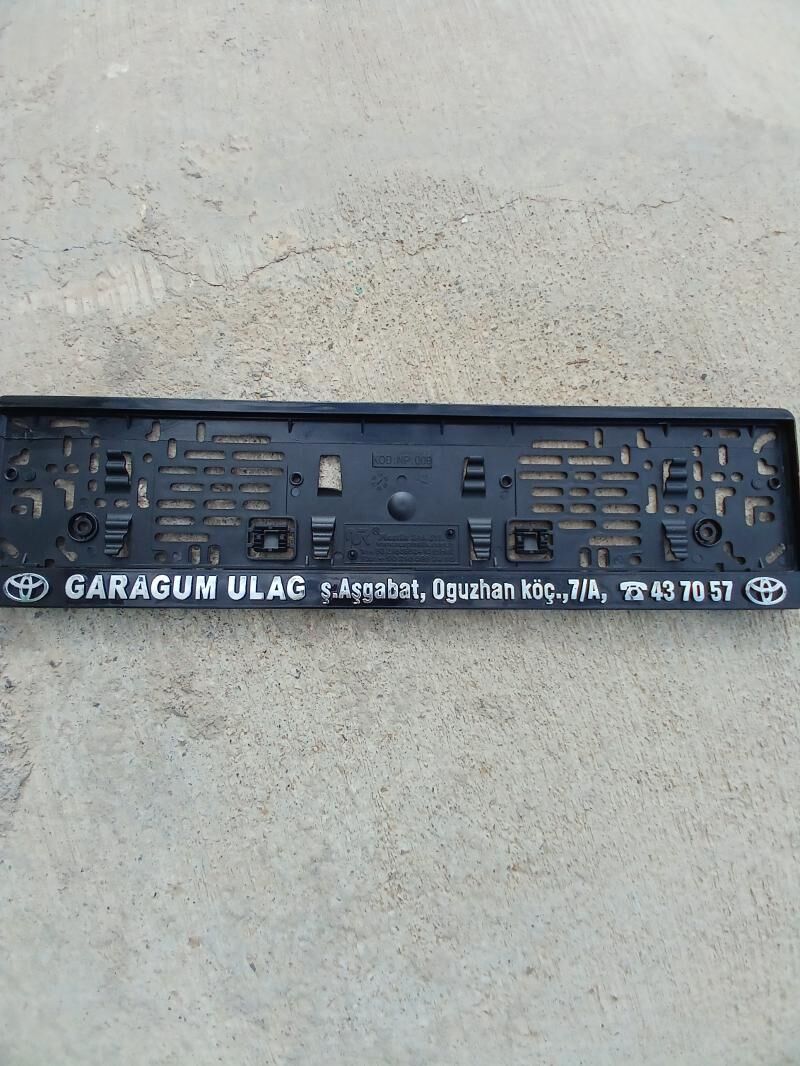 KOD:NP 009
GARAGUM ULAG ş.Aşgabat, Oguzhan köç.,7/A, ☎ 43 70 57